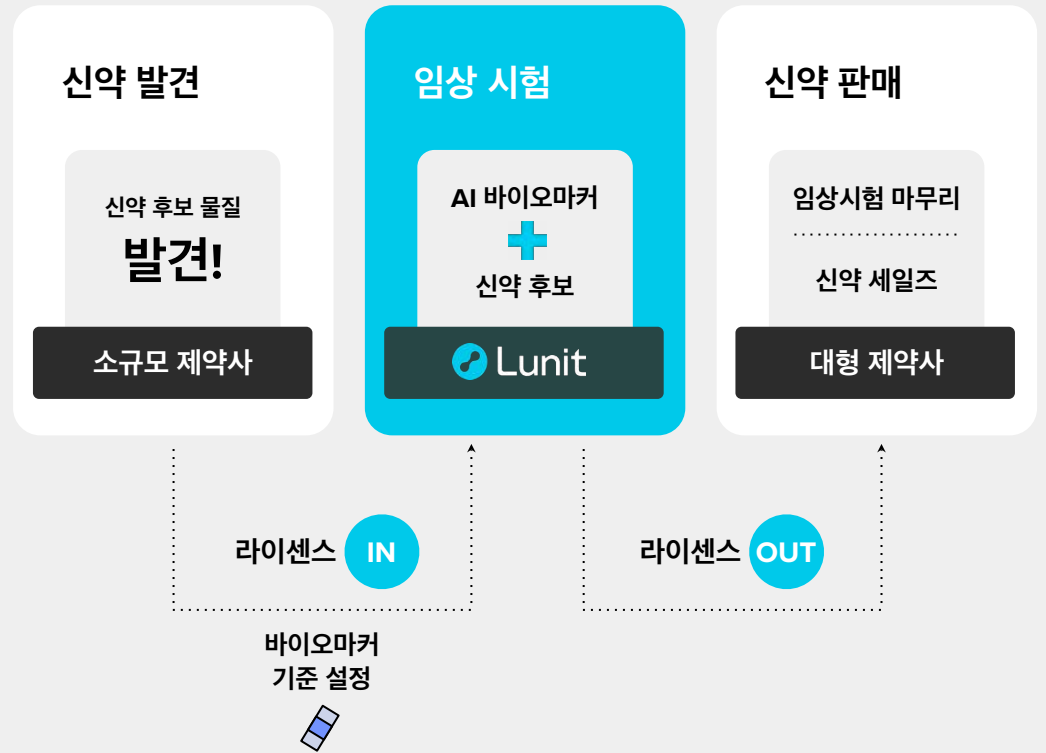 신약 발견
신약 후보 물질
발견!
소규모 제약사
임상 시험
AI 바이오마커
신약 후보
Lunit
신약 판매
임상시험 마무리
신약 세일즈
대형 제약사
라이센스 IN
바이오마커
기준 설정
라이센스 OUT